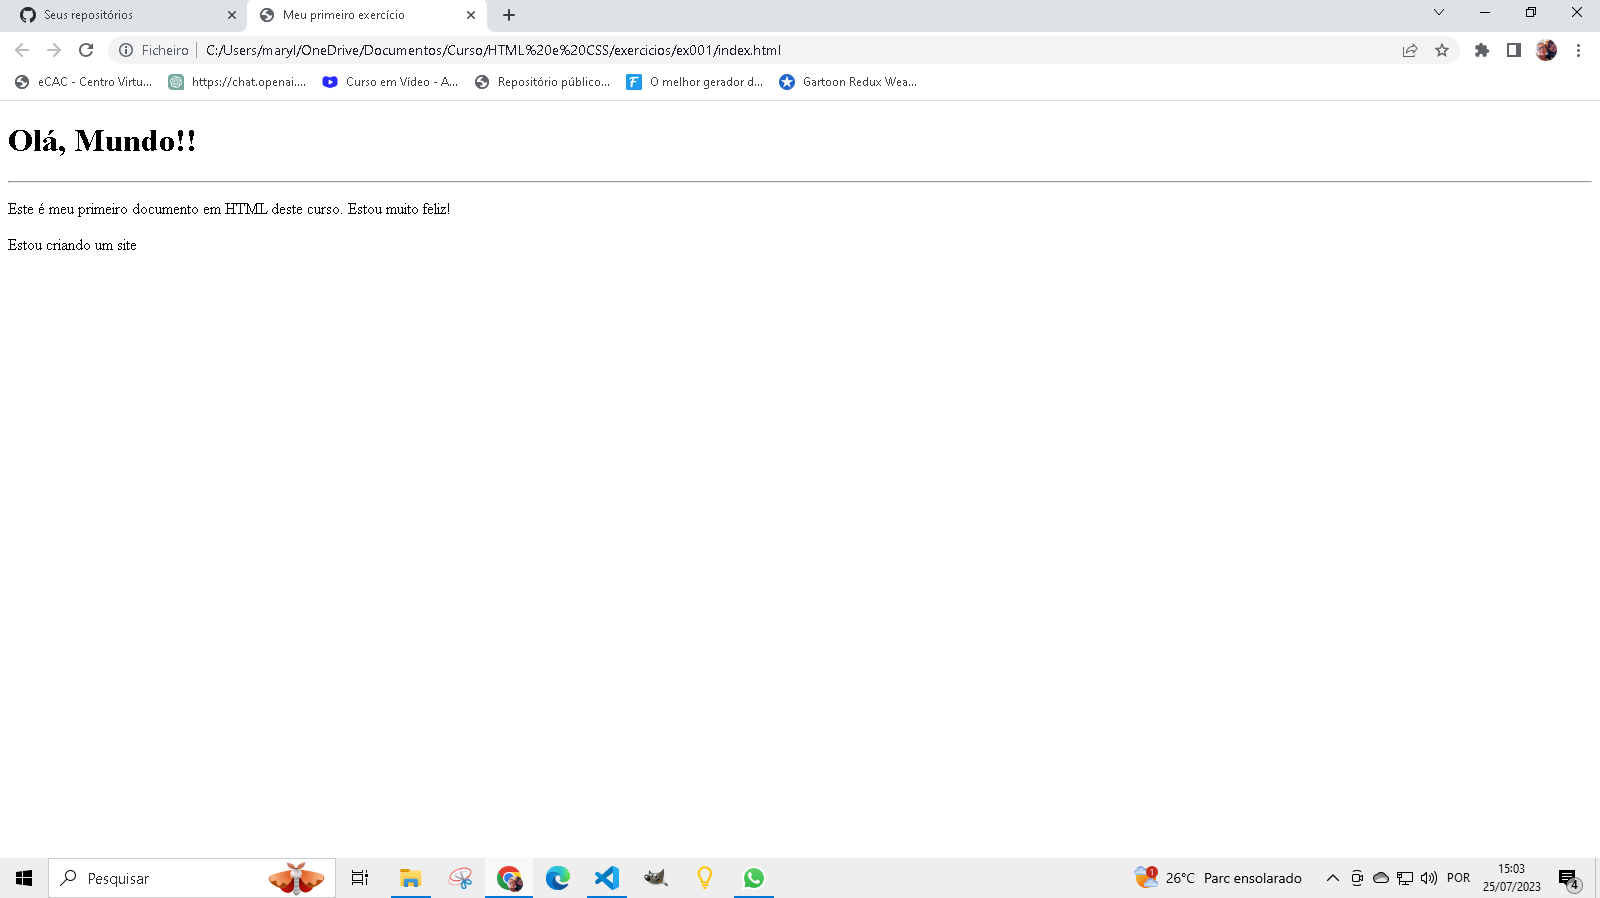 Seus repositórios
Meu primeiro exercício
Ficheiro
C:/Users/maryl/OneDrive/Documentos/Curso/HTML%20e%20CSS/exercicios/ex001/index.html
eCAC - Centro Virtu...
https://chat.openai....
Curso em Vídeo - A...
Repositório público...
O melhor gerador d...
Gartoon Redux Wea...
Olá, Mundo!!
Este é meu primeiro documento em HTML deste curso. Estou muito feliz!
Estou criando um site
Pesquisar
1
26°C Parc ensolarado
POR
15:03
25/07/2023
4